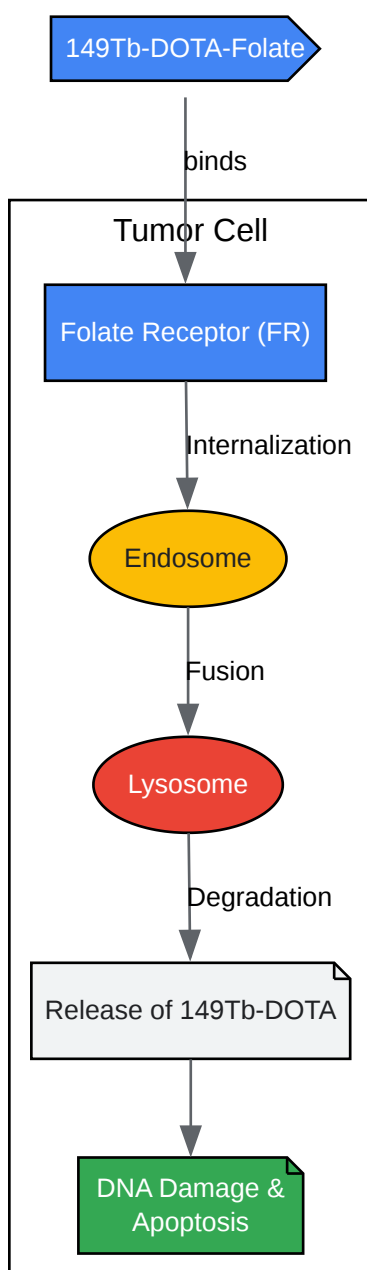 149Tb-DOTA-Folate
binds
Tumor Cell
Folate Receptor (FR)
Internalization
Endosome
Fusion
Lysosome
Degradation
Release of 149Tb-DOTA
DNA Damage &
Apoptosis